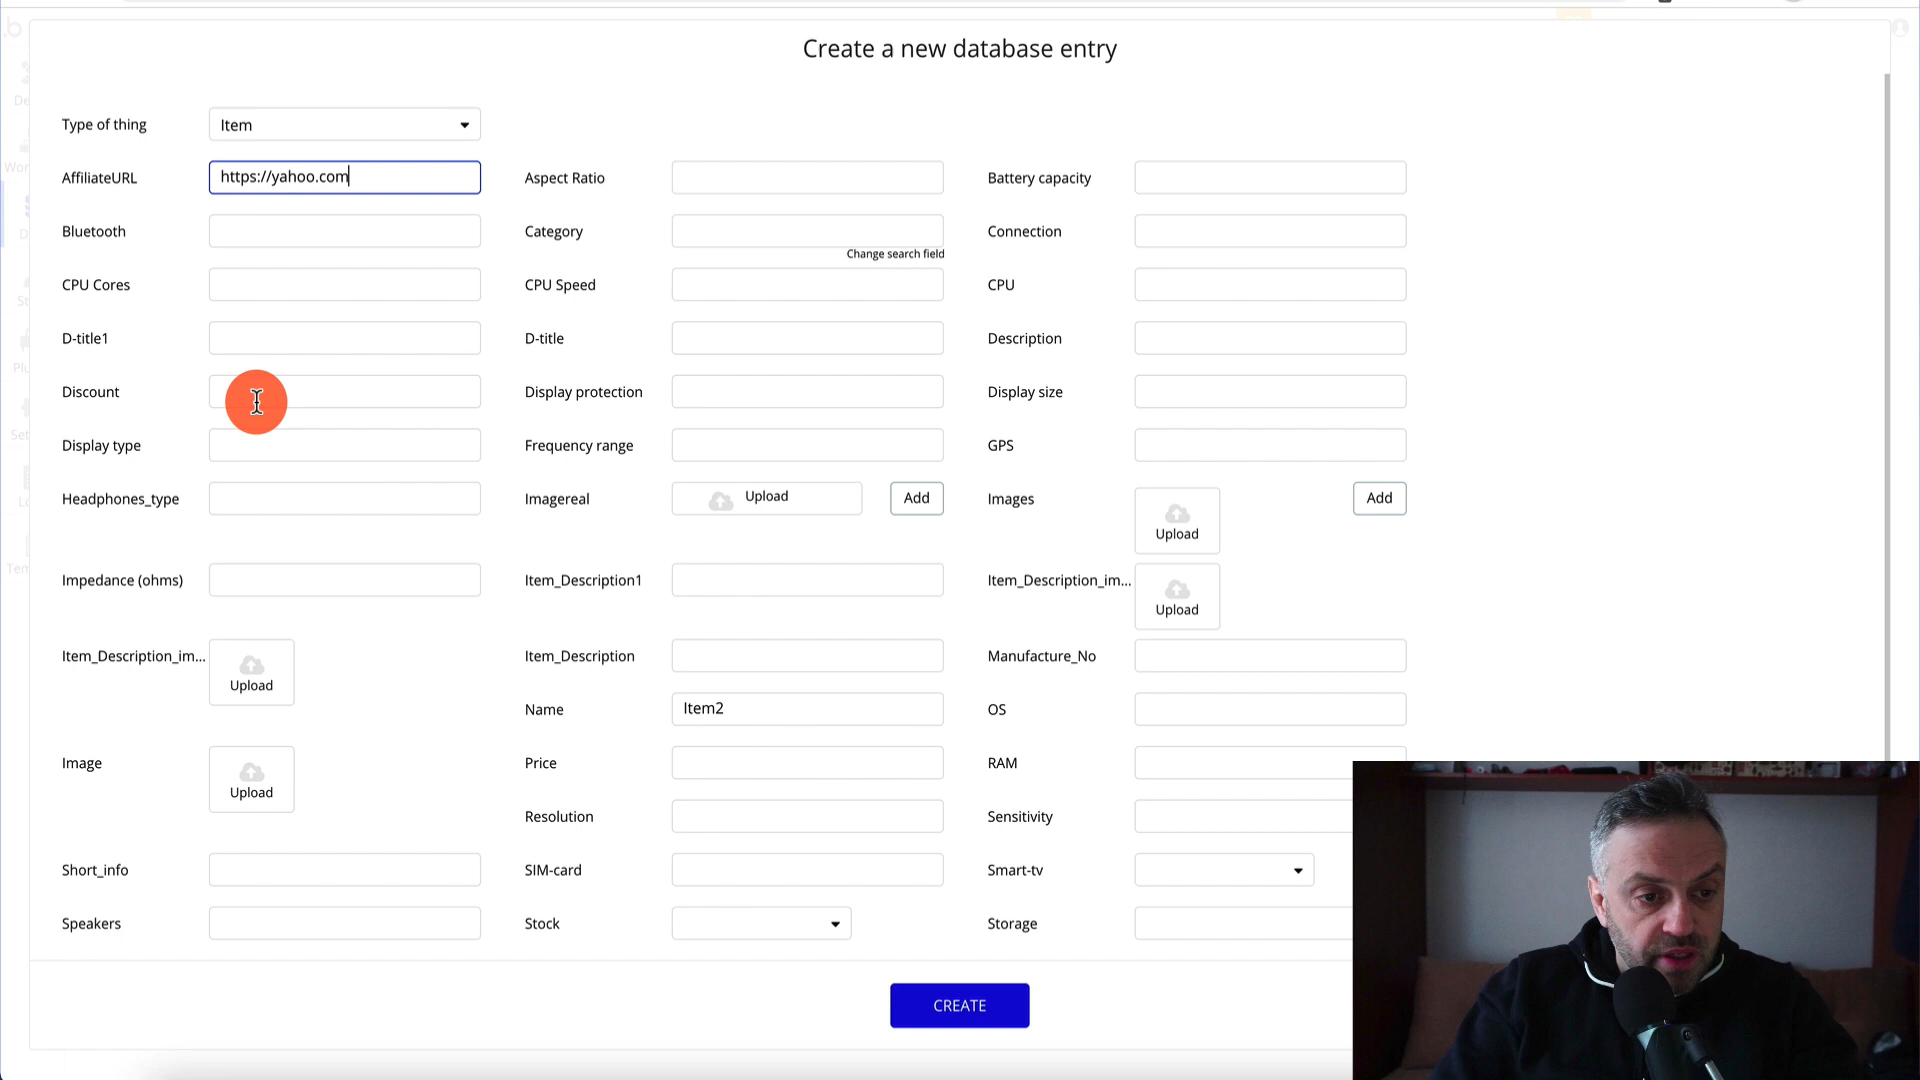 Create a new database entry
Type of thing
Item
AffiliateURL
https://yahoo.com
Aspect Ratio
Battery capacity
Bluetooth
Category
Connection
Change search field
CPU Cores
CPU Speed
CPU
D-title1
D-title
Description
Discount
Display protection
Display size
Display type
Frequency range
GPS
Headphones_type
Imagereal
Upload
Add
Images
Upload
Add
Impedance (ohms)
Item_Description1
Item_Description_im...
Upload
Item_Description_im...
Upload
Item_Description
Manufacture_No
Name
Item2
OS
Image
Upload
Price
RAM
Resolution
Sensitivity
Short_info
SIM-card
Smart-tv
Speakers
Stock
Storage
CREATE